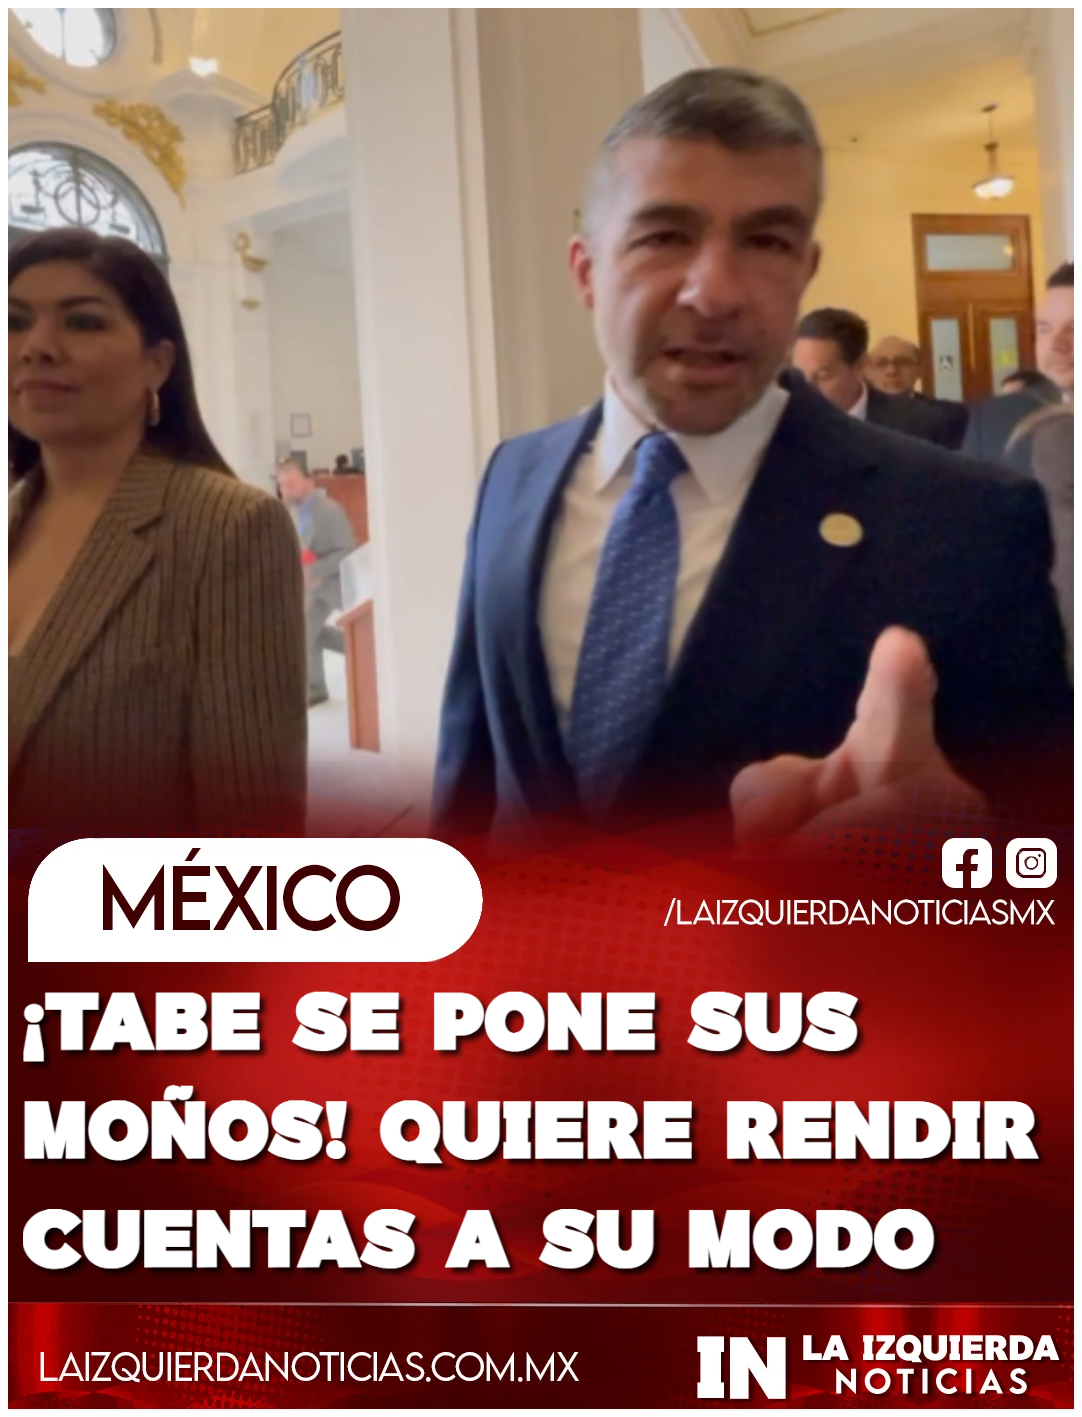 MÉXICO
/LAIZQUIERDANOTICIASMX
¡TABE SE PONE SUS
MOÑOS! QUIERE RENDIR
CUENTAS A SU MODO
LAIZQUIERDANOTICIAS.COM.MX
IN LA IZQUIERDA
NOTICIAS